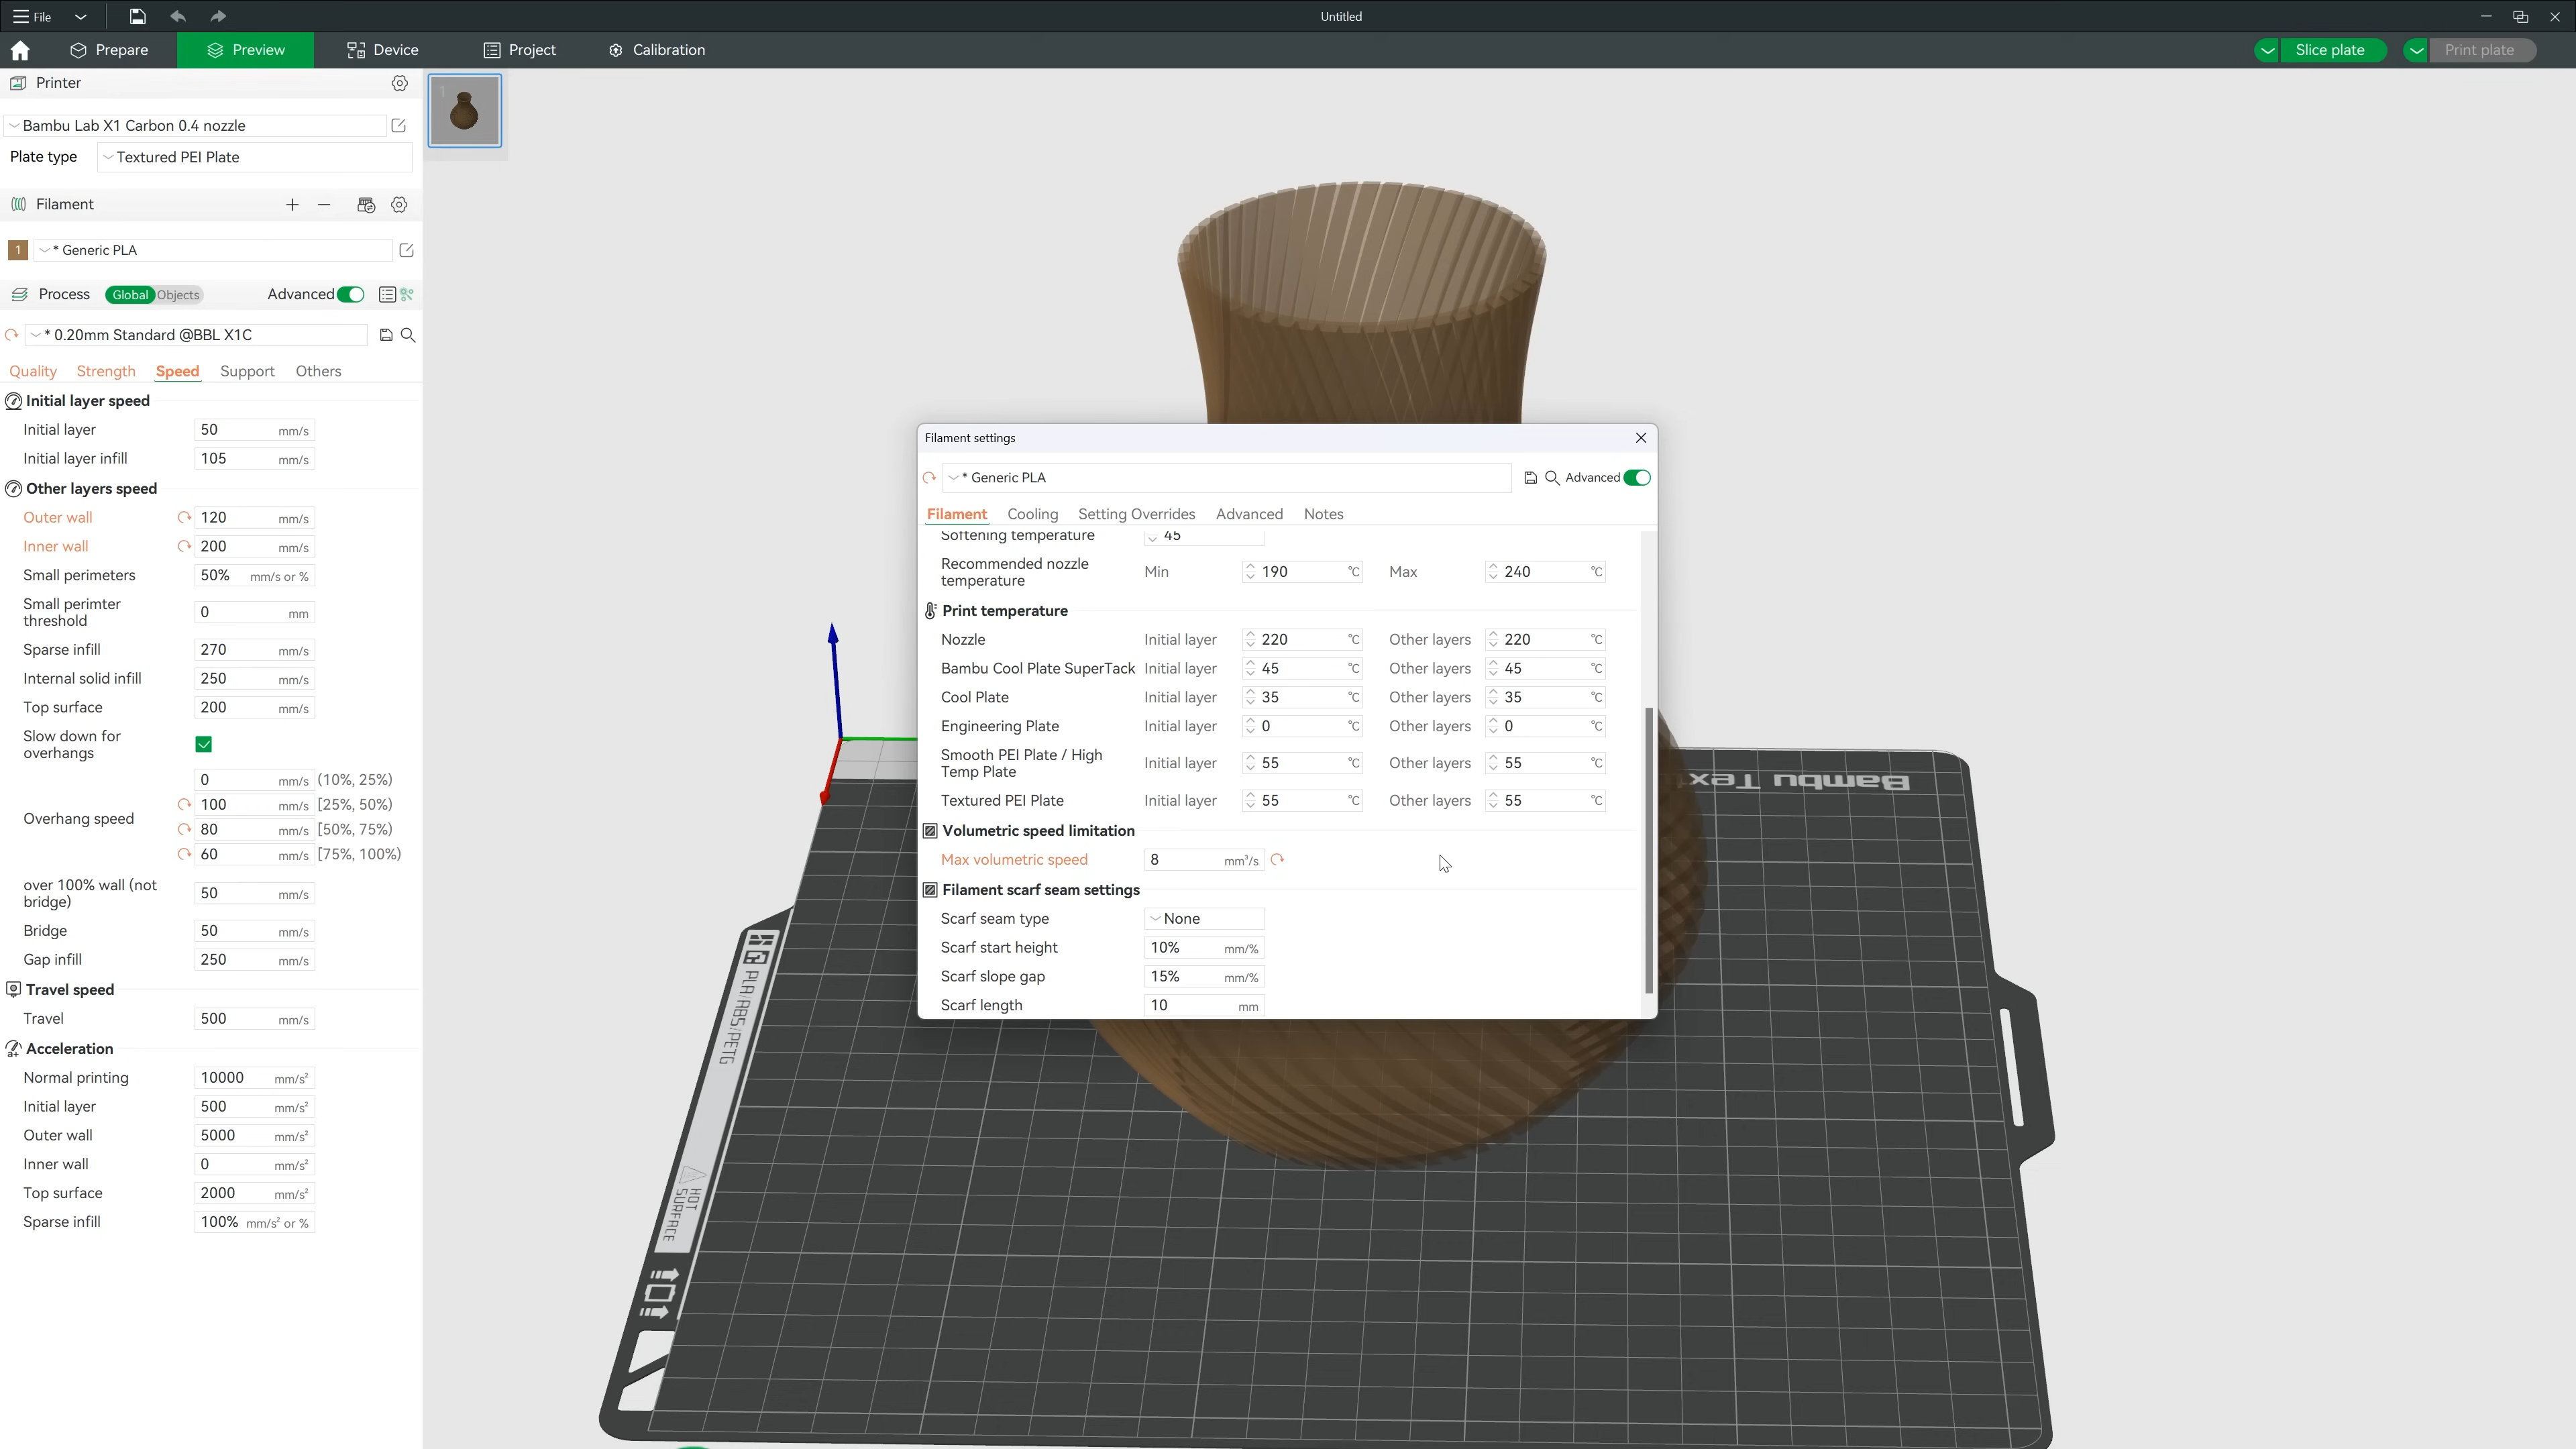 File
Untitled
Prepare
Preview
Device
Project
Calibration
Slice plate
Print plate
Printer
Bambu Lab X1 Carbon 0.4 nozzle
Plate type
Textured PEI Plate
Filament
1
* Generic PLA
Process
Global
Objects
Advanced
* 0.20mm Standard @BBL X1C
Quality
Strength
Speed
Support
Others
Initial layer speed
Initial layer 50 mm/s
Initial layer infill 105 mm/s
Other layers speed
Outer wall 120 mm/s
Inner wall 200 mm/s
Small perimeters 50% mm/s or %
Small perimter
threshold 0 mm
Sparse infill 270 mm/s
Internal solid infill 250 mm/s
Top surface 200 mm/s
Slow down for
overhangs
Overhang speed
0 mm/s (10%, 25%)
100 mm/s [25%, 50%)
80 mm/s [50%, 75%)
60 mm/s [75%, 100%)
over 100% wall (not
bridge) 50 mm/s
Bridge 50 mm/s
Gap infill 250 mm/s
Travel speed
Travel 500 mm/s
Acceleration
Normal printing 10000 mm/s²
Initial layer 500 mm/s²
Outer wall 5000 mm/s²
Inner wall 0 mm/s²
Top surface 2000 mm/s²
Sparse infill 100% mm/s² or %
1
Filament settings
* Generic PLA
Advanced
Filament
Cooling
Setting Overrides
Advanced
Notes
Softening temperature 45
Recommended nozzle
temperature Min 190 °C Max 240 °C
Print temperature
Nozzle Initial layer 220 °C Other layers 220 °C
Bambu Cool Plate SuperTack Initial layer 45 °C Other layers 45 °C
Cool Plate Initial layer 35 °C Other layers 35 °C
Engineering Plate Initial layer 0 °C Other layers 0 °C
Smooth PEI Plate / High
Temp Plate Initial layer 55 °C Other layers 55 °C
Textured PEI Plate Initial layer 55 °C Other layers 55 °C
Volumetric speed limitation
Max volumetric speed 8 mm³/s
Filament scarf seam settings
Scarf seam type None
Scarf start height 10% mm/%
Scarf slope gap 15% mm/%
Scarf length 10 mm
Bambu Tex
PLA/ABS/PETG
HOT
SURFACE